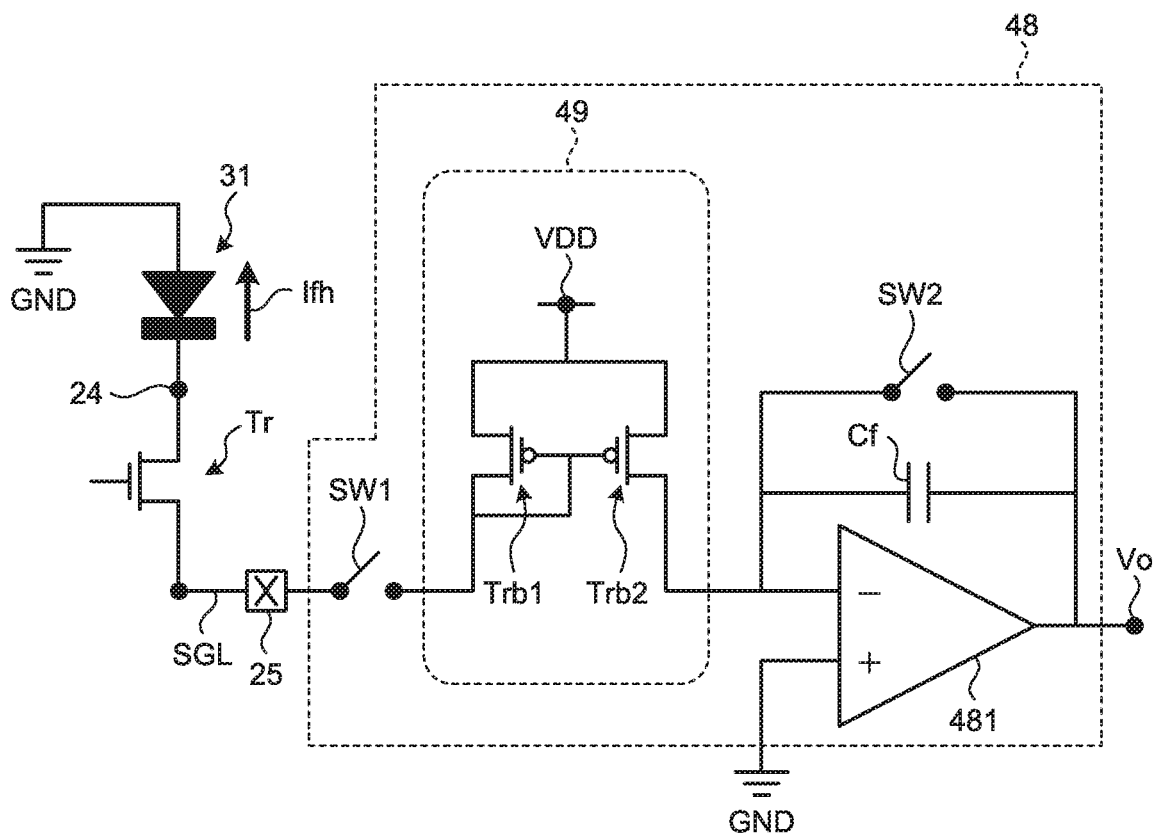 48
49
31
VDD
GND
Ifh
SW2
24
Tr
Cf
SW1
Vo
Trb1
Trb2
−
SGL
25
+
481
GND